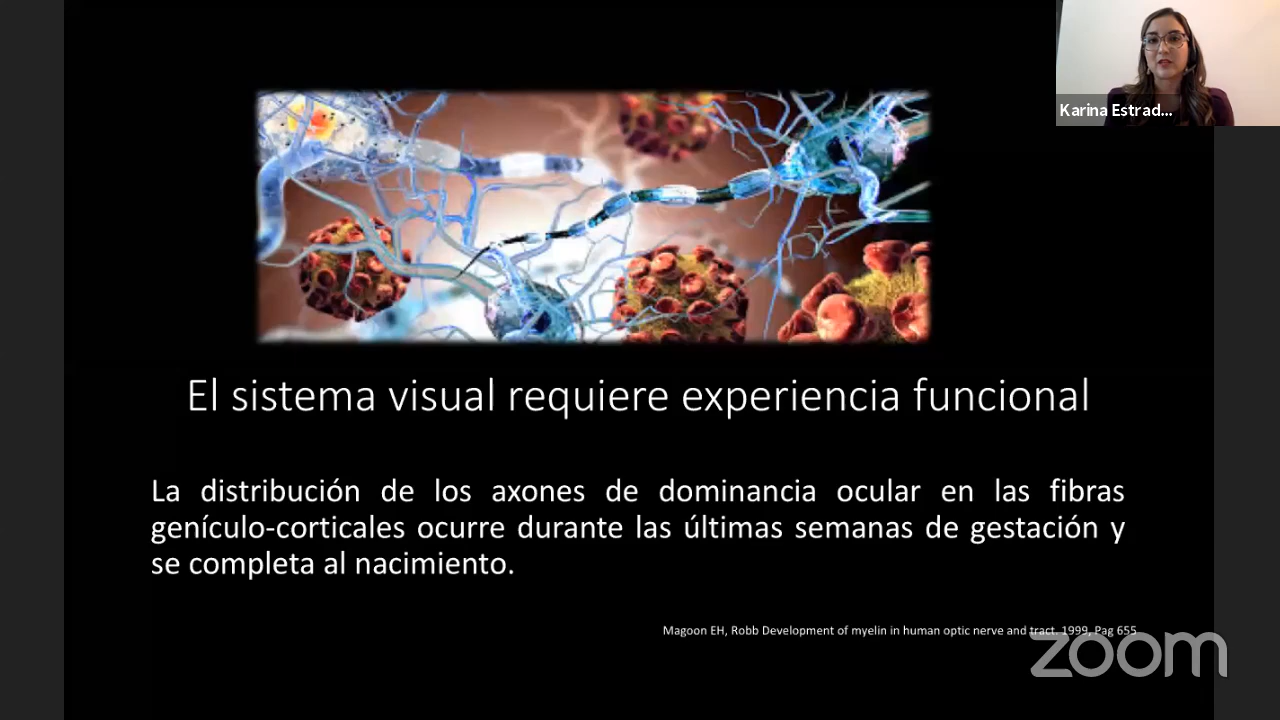 Karina Estrad...
El sistema visual requiere experiencia funcional
La distribución de los axones de dominancia ocular en las fibras
genículo-corticales ocurre durante las últimas semanas de gestación y
se completa al nacimiento.
Magoon EH, Robb Development of myelin in human optic nerve and tract. 1999, Pag 655
zoom